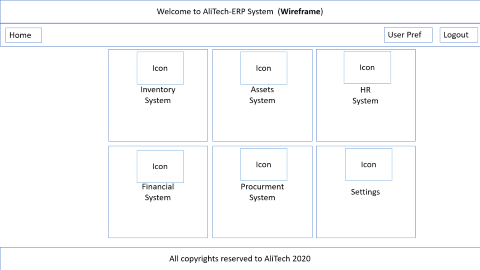 Welcome to AliTech-ERP System (Wireframe)
Home
User Pref
Logout
Icon
Inventory
System
Icon
Assets
System
Icon
HR
System
Icon
Financial
System
Icon
Procurment
System
Icon
Settings
All copyrights reserved to AliTech 2020